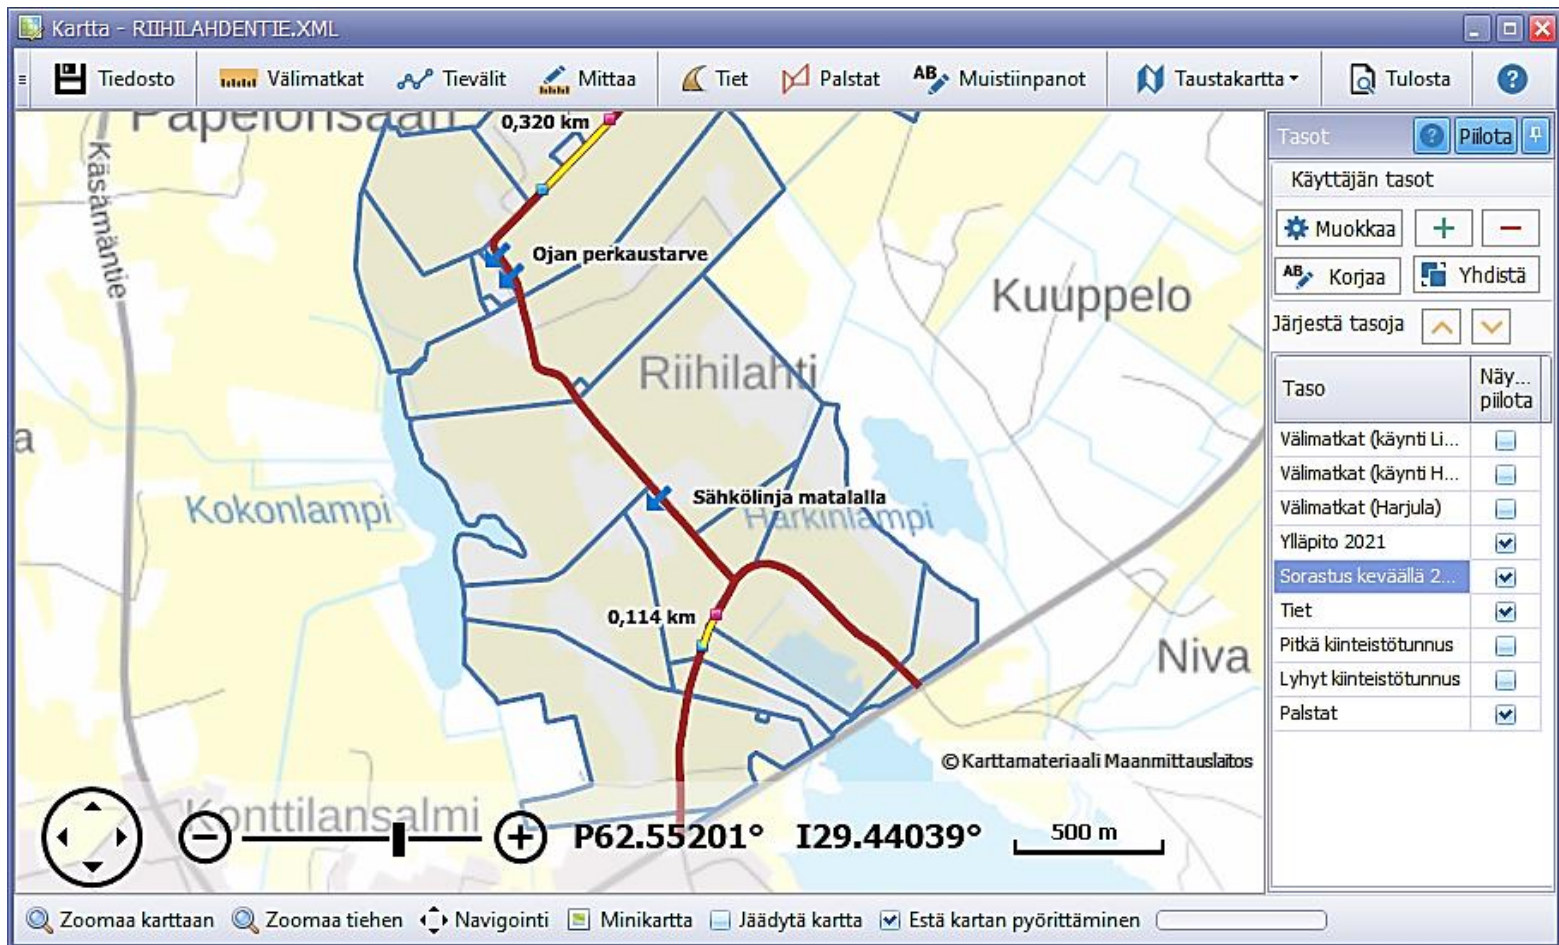 Kartta - RIIHILAHDENTIE.XML
Tiedosto Välimatkat Tievälit Mittaa Tiet Palstat AB Muistiinpanot Taustakartta Tulosta ?
Papelonsaari
0,320 km
Käsämäntie
Ojan perkaustarve
Kuuppelo
Riihilahti
a
Kokonlampi
Sähkölinja matalalla
Harkinlampi
0,114 km
Niva
© Karttamateriaali Maanmittauslaitos
Konttilansalmi
P62.55201° I29.44039° 500 m
Tasot ? Piilota
Käyttäjän tasot
Muokkaa + −
AB Korjaa Yhdistä
Järjestä tasoja
Taso Näy... piilota
Välimatkat (käynti Li...
Välimatkat (käynti H...
Välimatkat (Harjula)
Ylläpito 2021
Sorastus keväällä 2...
Tiet
Pitkä kiinteistötunnus
Lyhyt kiinteistötunnus
Palstat
Zoomaa karttaan Zoomaa tiehen Navigointi Minikartta Jäädytä kartta Estä kartan pyörittäminen